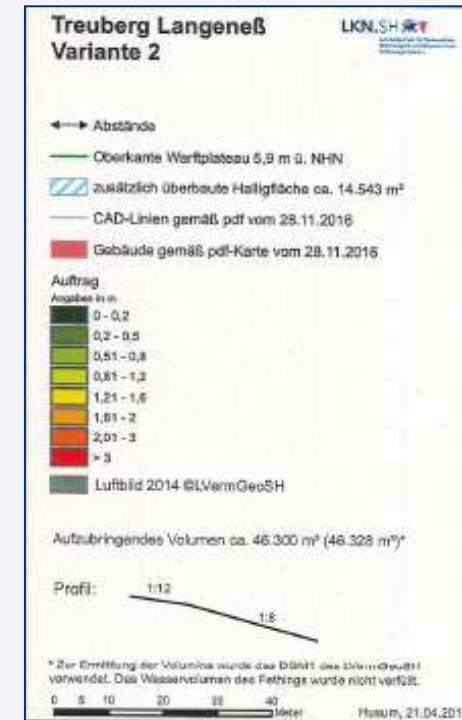 Treuberg Langeneß
Variante 2
LKN.SH
Abstände
Oberkante Warftplateau 5,9 m ü. NHN
zusätzlich überbaute Halligfläche ca. 14.543 m²
CAD-Linien gemäß pdf vom 28.11.2016
Gebäude gemäß pdf-Karte vom 28.11.2016
Auftrag
Angaben in m
0 - 0,2
0,2 - 0,5
0,51 - 0,8
0,81 - 1,2
1,21 - 1,6
1,61 - 2
2,01 - 3
> 3
Luftbild 2014 ©LVermGeoSH
Aufzubringendes Volumen ca. 46.300 m³ (46.328 m³)*
Profil:
1:12
1:8
* Zur Ermittlung der Volumina wurde das DGM1 des LVermGeoSH
verwendet. Das Wasservolumen des Fethings wurde nicht verfüllt.
0 5 10 20 30 40
Meter
Husum, 21.04.201